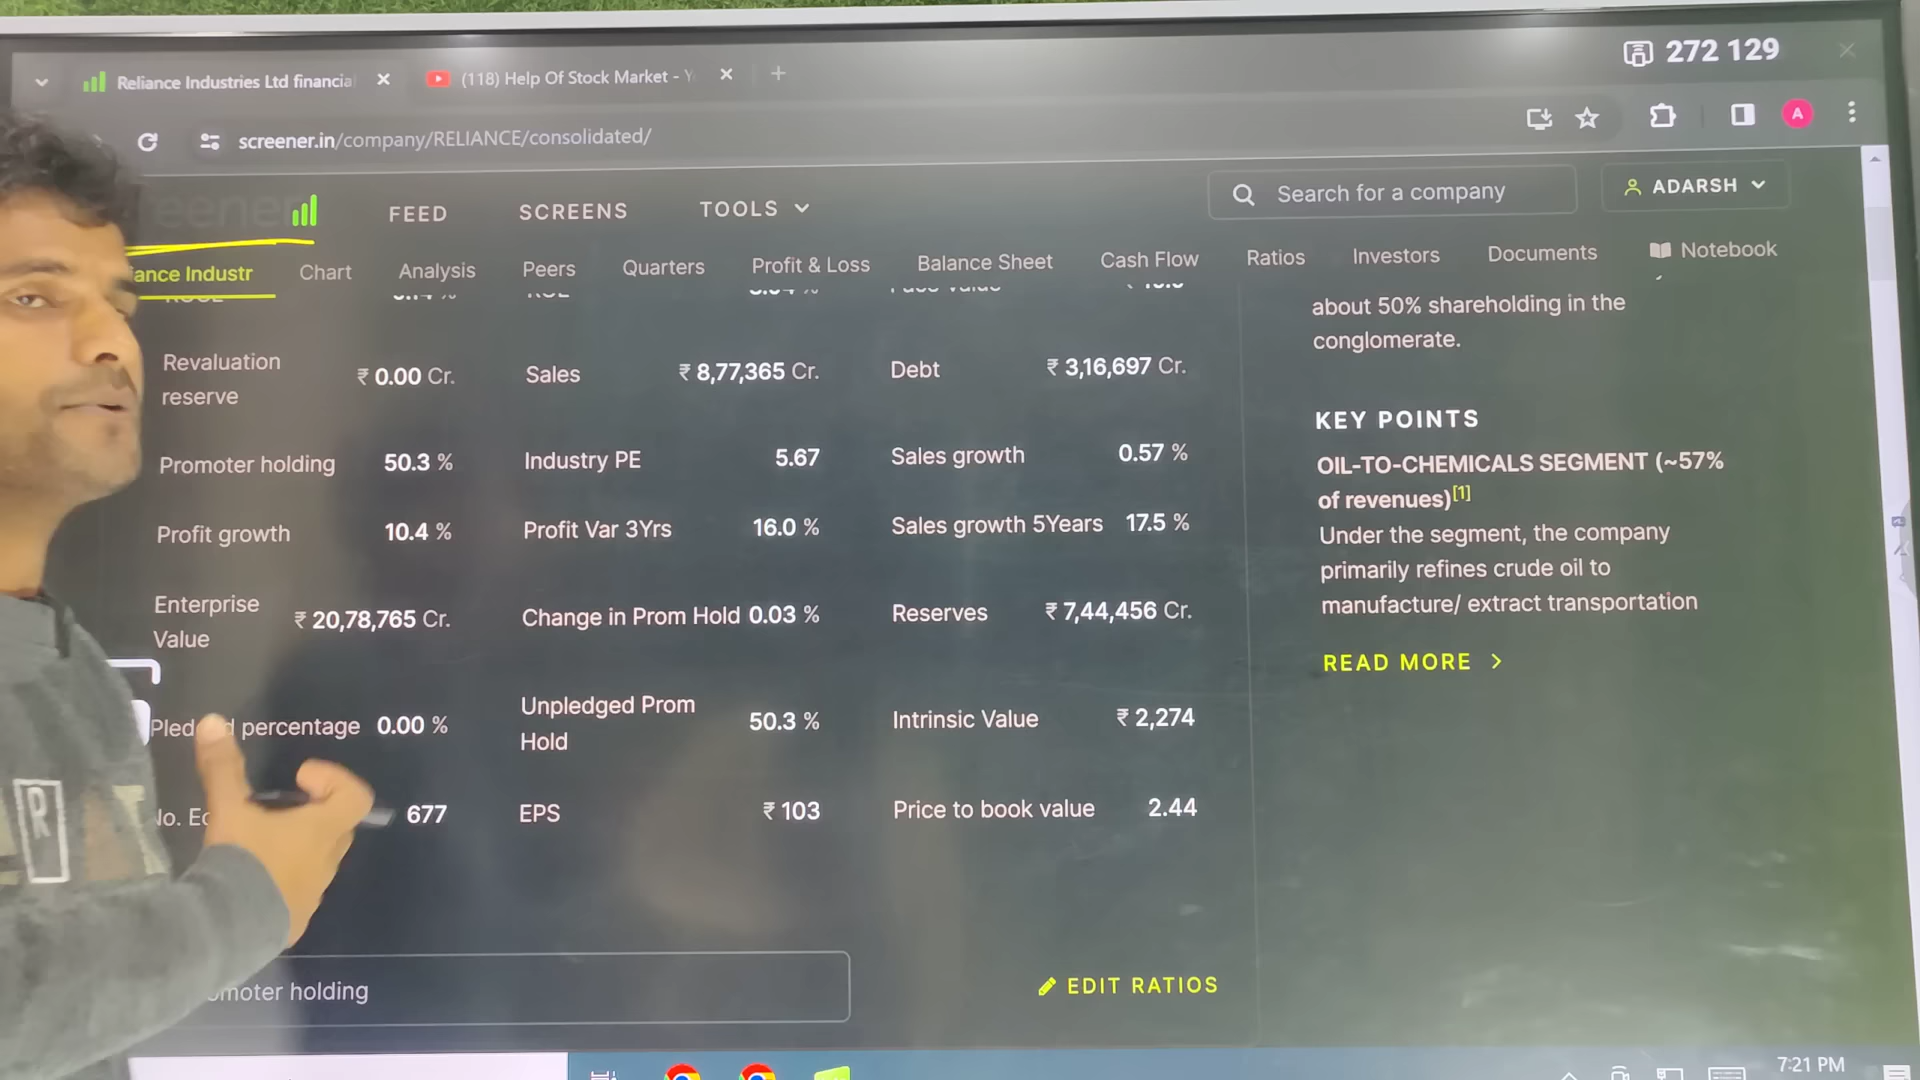 272 129
Reliance Industries Ltd financia
(118) Help Of Stock Market - Y
screener.in/company/RELIANCE/consolidated/
A
FEED
SCREENS
TOOLS
Search for a company
ADARSH
iance Industr
Chart
Analysis
Peers
Quarters
Profit & Loss
Balance Sheet
Cash Flow
Ratios
Investors
Documents
Notebook
about 50% shareholding in the
conglomerate.
Revaluation
reserve
₹ 0.00 Cr.
Sales
₹ 8,77,365 Cr.
Debt
₹ 3,16,697 Cr.
Promoter holding
50.3 %
Industry PE
5.67
Sales growth
0.57 %
Profit growth
10.4 %
Profit Var 3Yrs
16.0 %
Sales growth 5Years
17.5 %
Enterprise
Value
₹ 20,78,765 Cr.
Change in Prom Hold
0.03 %
Reserves
₹ 7,44,456 Cr.
percentage
0.00 %
Unpledged Prom
Hold
50.3 %
Intrinsic Value
₹ 2,274
677
EPS
₹ 103
Price to book value
2.44
KEY POINTS
OIL-TO-CHEMICALS SEGMENT (~57%
of revenues)[1]
Under the segment, the company
primarily refines crude oil to
manufacture/ extract transportation
READ MORE >
omoter holding
EDIT RATIOS
7:21 PM